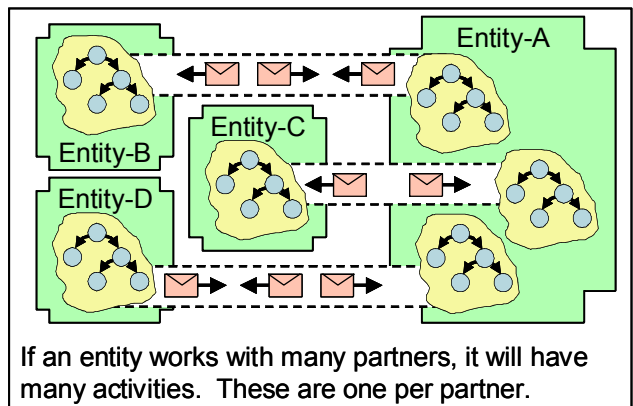 Entity-A
Entity-B
Entity-C
Entity-D
If an entity works with many partners, it will have
many activities.  These are one per partner.